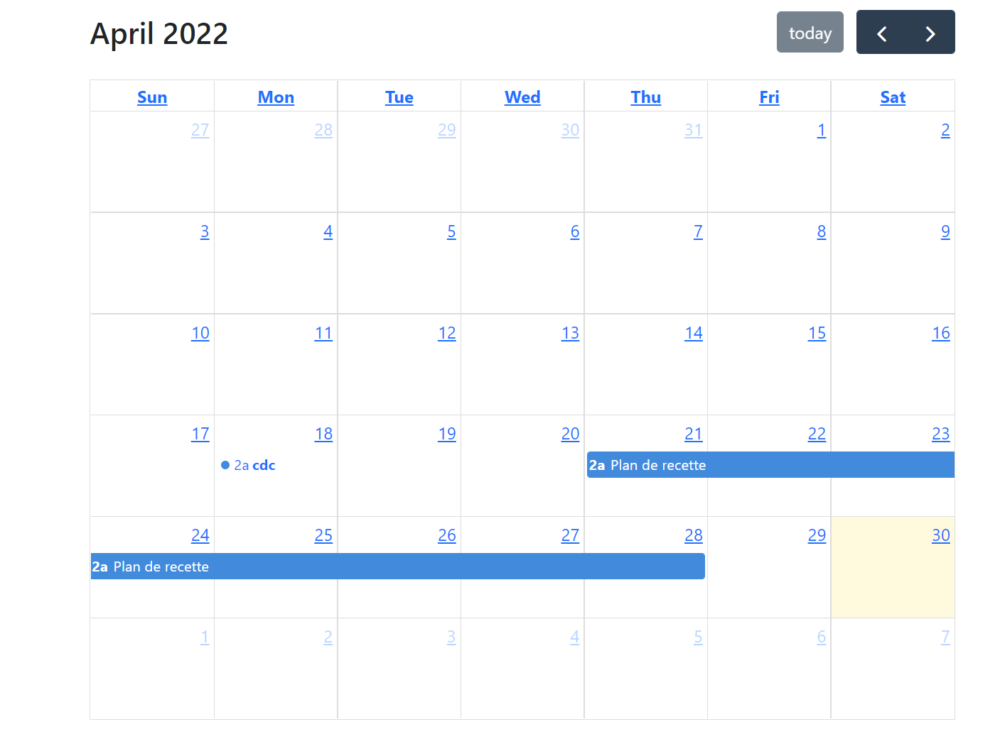 April 2022
today
Sun Mon Tue Wed Thu Fri Sat
27 28 29 30 31 1 2
3 4 5 6 7 8 9
10 11 12 13 14 15 16
17 18 19 20 21 22 23
2a cdc 2a Plan de recette
24 25 26 27 28 29 30
2a Plan de recette
1 2 3 4 5 6 7